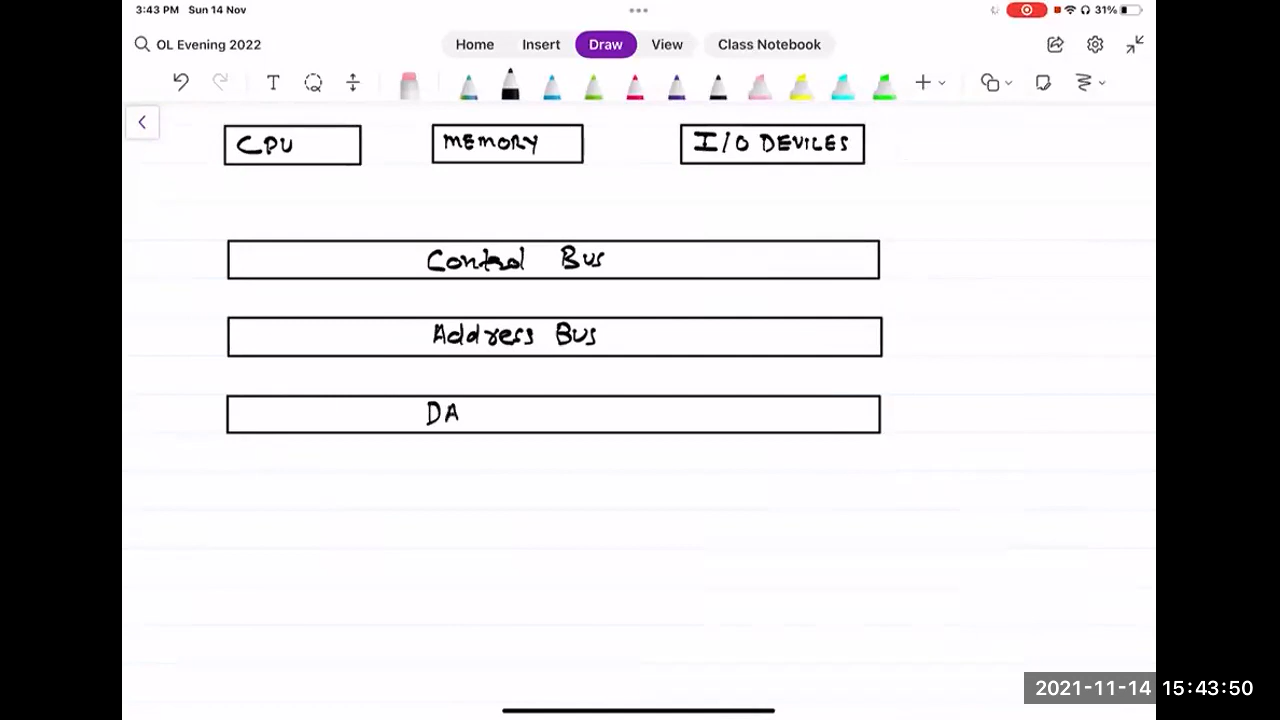 3:43 PM Sun 14 Nov
31%
OL Evening 2022
Home Insert Draw View Class Notebook
CPU MEMORY I/O DEVICES
Control Bus
Address Bus
DA
2021-11-14 15:43:50